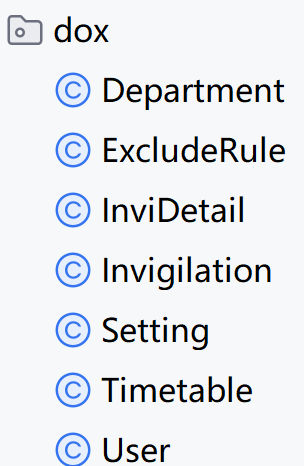 dox
Department
ExcludeRule
InviDetail
Invigilation
Setting
Timetable
User